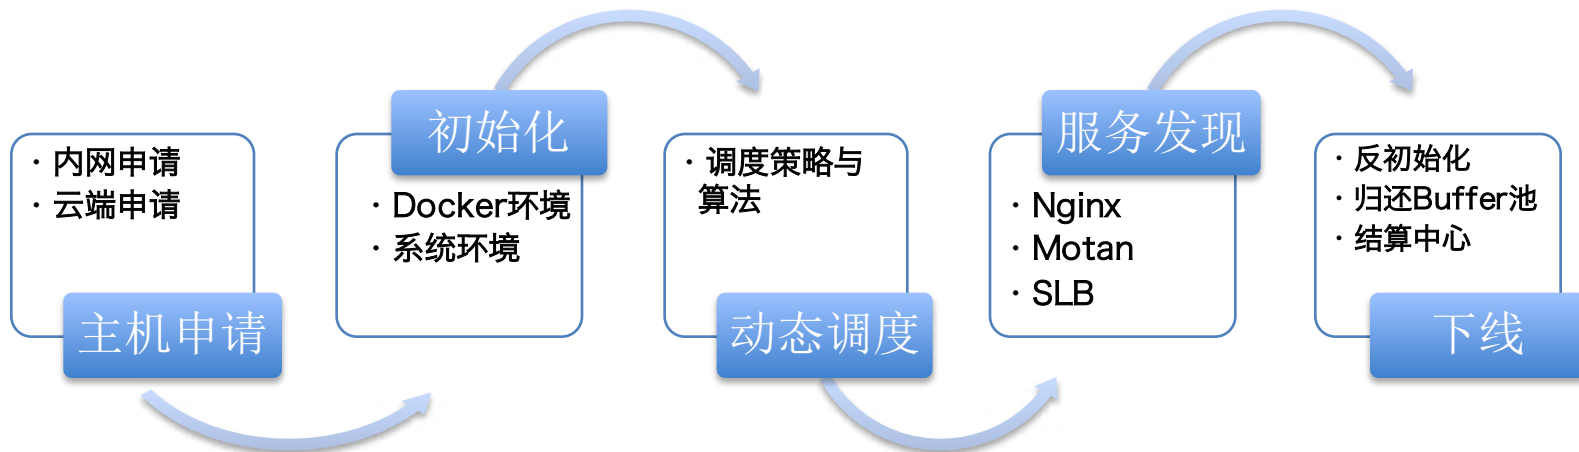 · 内网申请
· 云端申请
主机申请
初始化
· Docker环境
· 系统环境
· 调度策略与
算法
动态调度
服务发现
· Nginx
· Motan
· SLB
· 反初始化
· 归还Buffer池
· 结算中心
下线